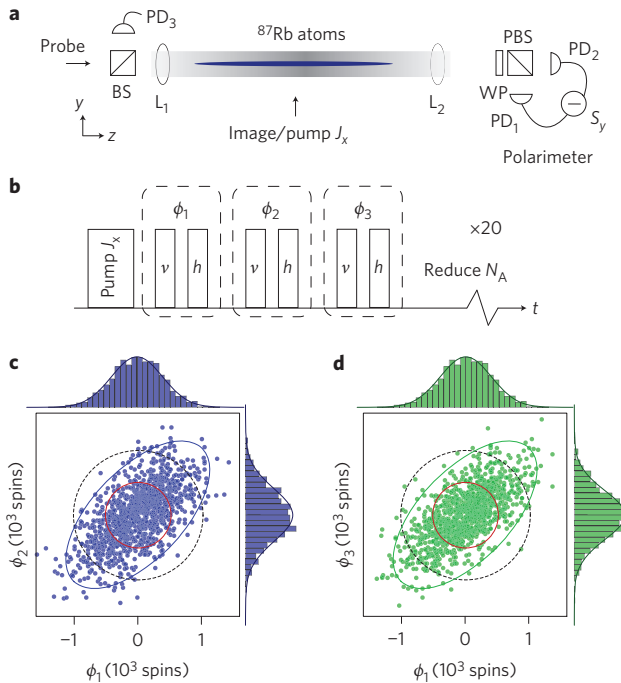 a
PD3
Probe
BS
L1
87Rb atoms
L2
PBS
PD2
WP
PD1
Sy
y
z
Image/pump Jx
Polarimeter
b
ϕ1
ϕ2
ϕ3
×20
Pump Jx
v
h
v
h
v
h
Reduce NA
t
c
d
ϕ2 (10³ spins)
−1
0
1
ϕ1 (10³ spins)
ϕ3 (10³ spins)
−1
0
1
ϕ1 (10³ spins)